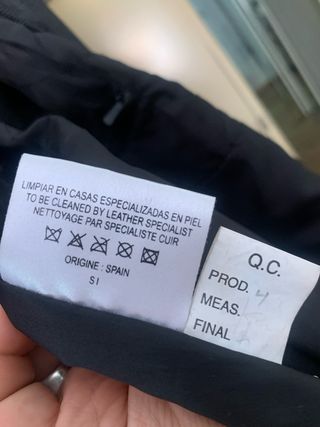 LIMPIAR EN CASAS ESPECIALIZADAS EN PIEL
TO BE CLEANED BY LEATHER SPECIALIST
NETTOYAGE PAR SPECIALISTE CUIR
ORIGINE : SPAIN
S I
Q.C.
PROD. 4
MEAS.
FINAL